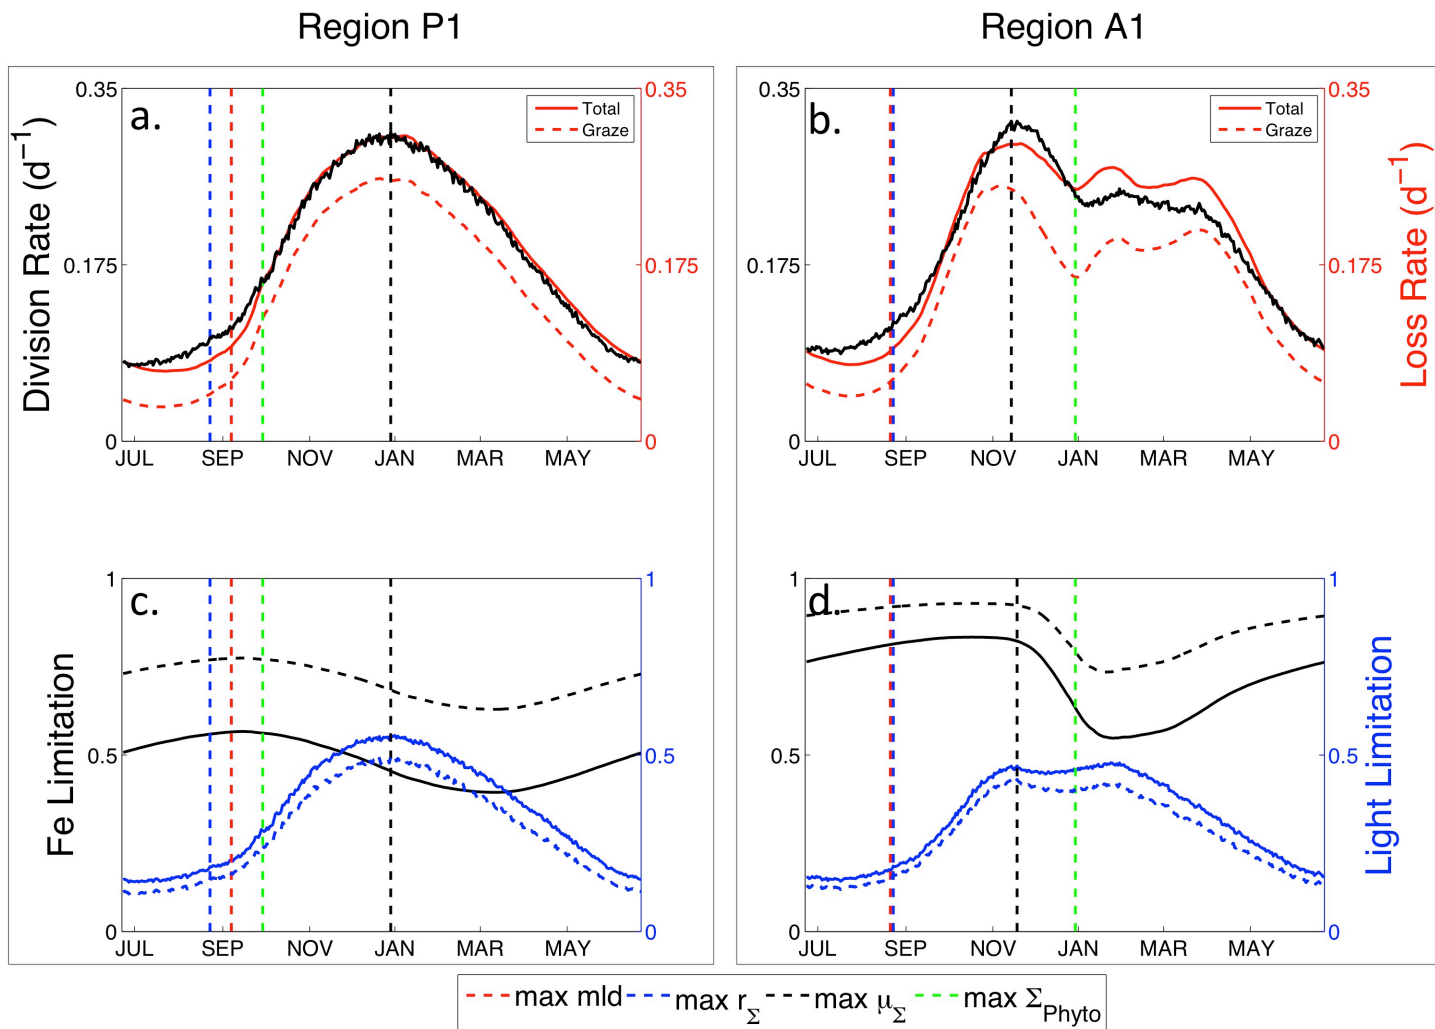 Region P1
Region A1
a.
Division Rate (d⁻¹)
0.35
0.175
0
0.35
0.175
0
Total
Graze
JUL SEP NOV JAN MAR MAY
b.
0.35
0.175
0
0.35
0.175
0
Loss Rate (d⁻¹)
Total
Graze
JUL SEP NOV JAN MAR MAY
c.
Fe Limitation
1
0.5
0
1
0.5
0
JUL SEP NOV JAN MAR MAY
d.
1
0.5
0
1
0.5
0
Light Limitation
JUL SEP NOV JAN MAR MAY
max mld max r_Σ max μ_Σ max Σ_Phyto